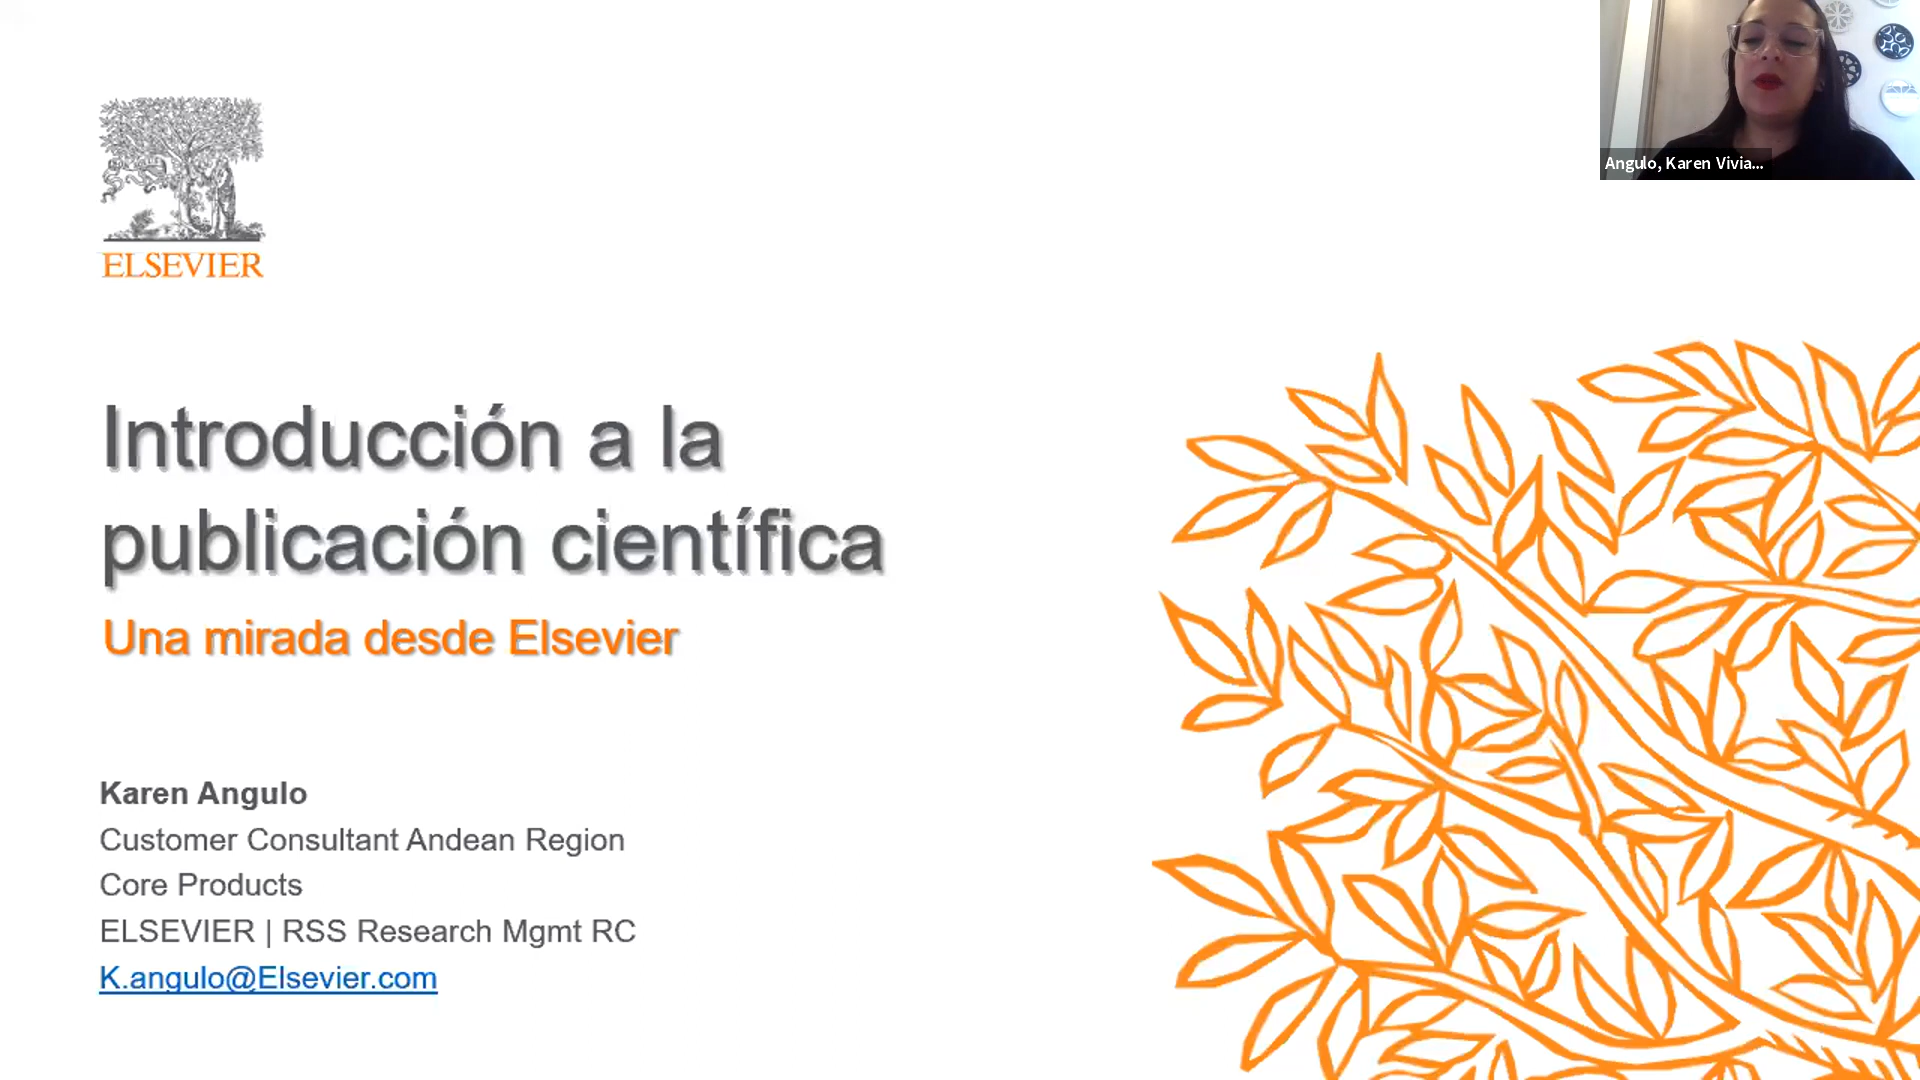 ELSEVIER
Angulo, Karen Vivia...
Introducción a la
publicación científica
Una mirada desde Elsevier
Karen Angulo
Customer Consultant Andean Region
Core Products
ELSEVIER | RSS Research Mgmt RC
K.angulo@Elsevier.com